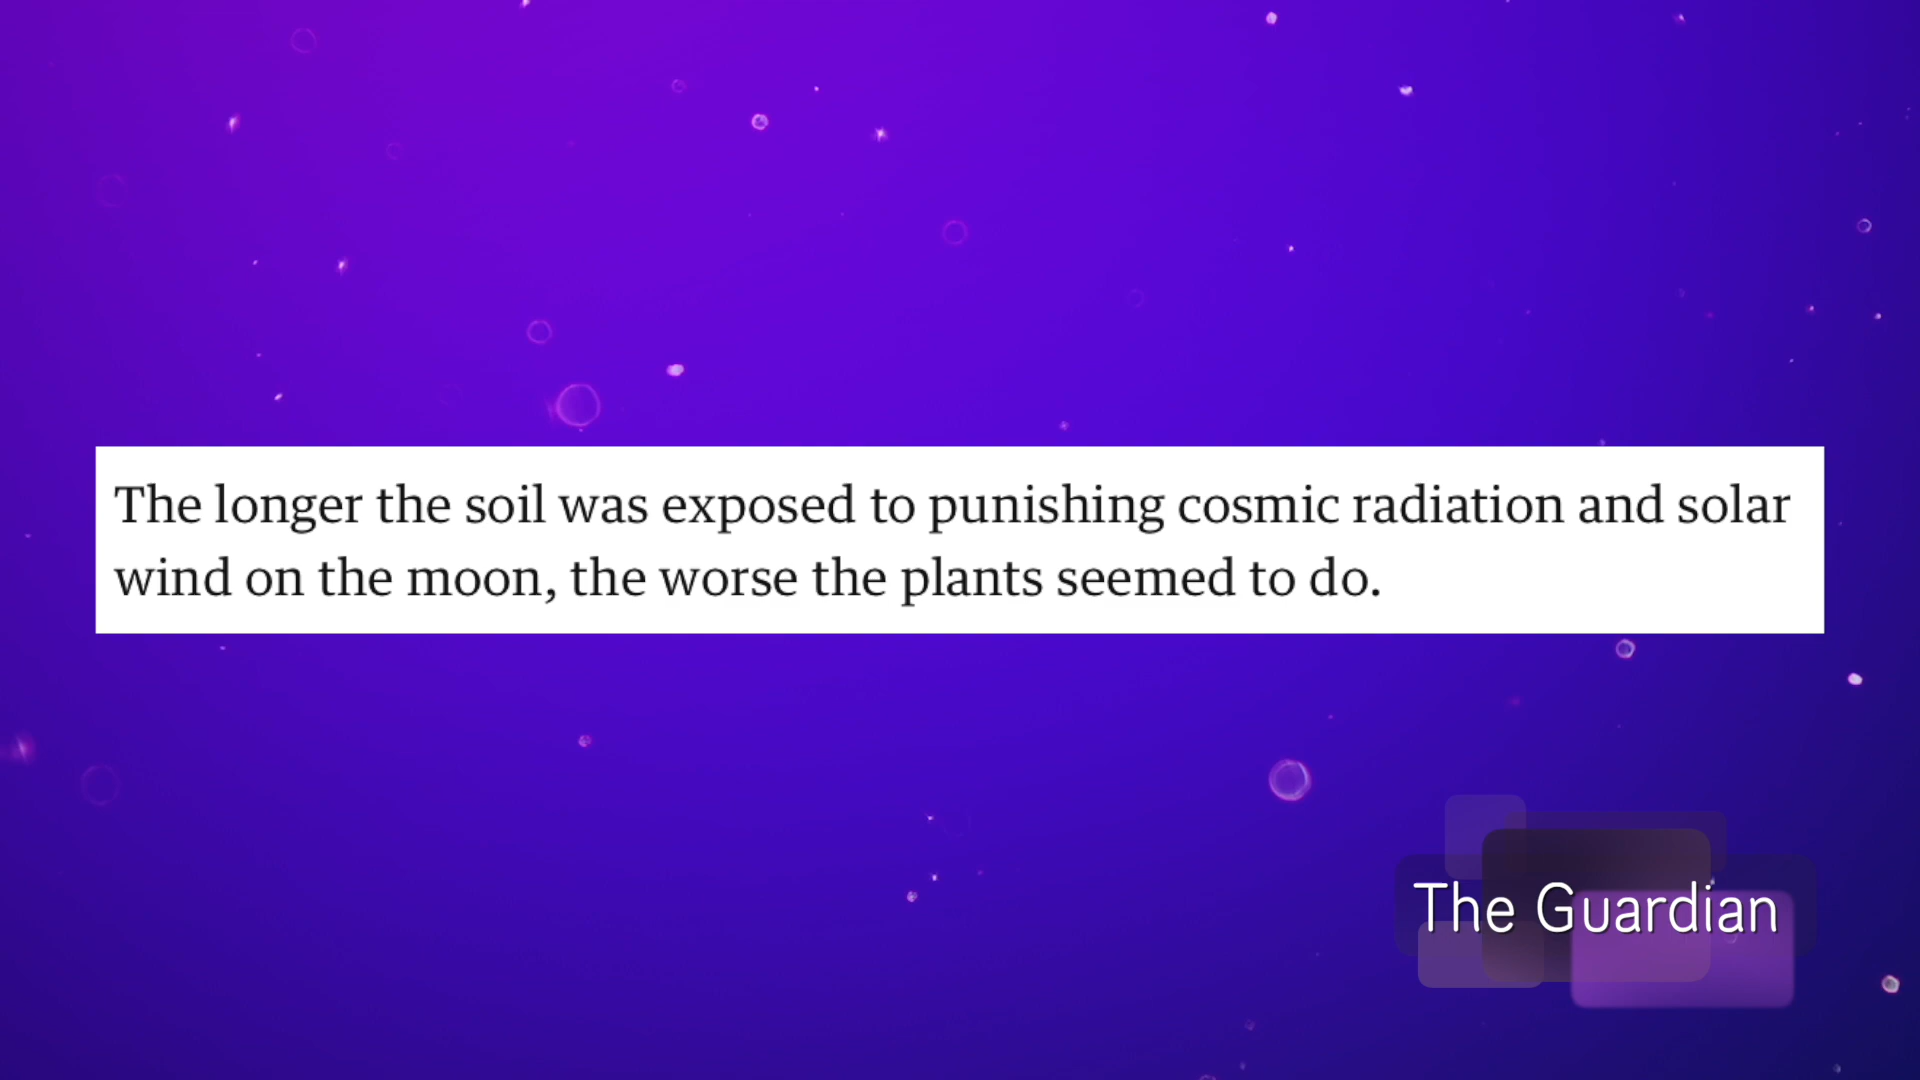 The longer the soil was exposed to punishing cosmic radiation and solar
wind on the moon, the worse the plants seemed to do.
The Guardian